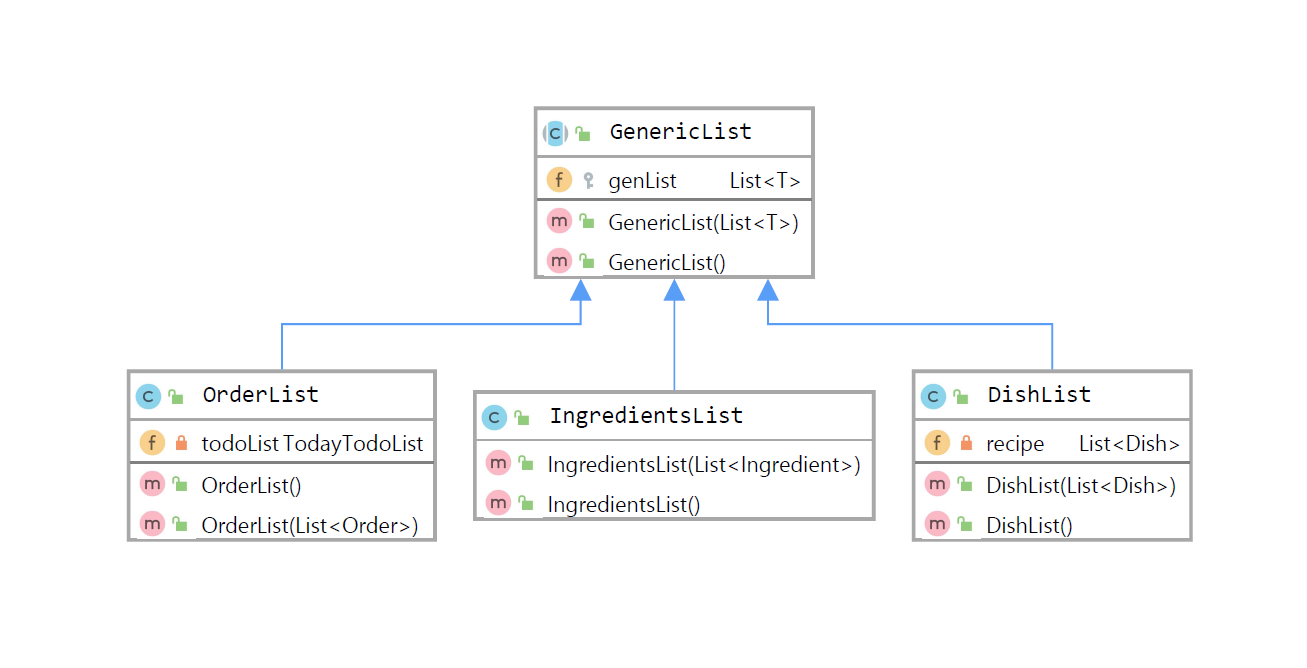 C GenericList
f genList List<T>
m GenericList(List<T>)
m GenericList()
C OrderList
f todoList TodayTodoList
m OrderList()
m OrderList(List<Order>)
C IngredientsList
m IngredientsList(List<Ingredient>)
m IngredientsList()
C DishList
f recipe List<Dish>
m DishList(List<Dish>)
m DishList()